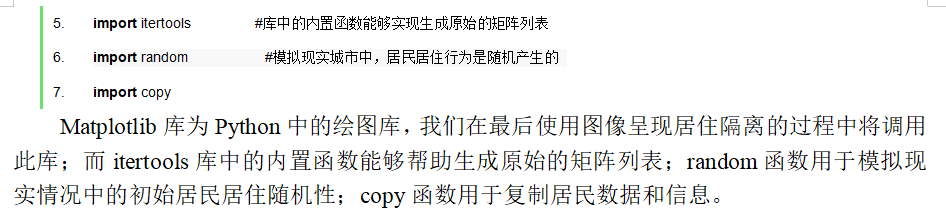 5. import itertools #库中的内置函数能够实现生成原始的矩阵列表
6. import random #模拟现实城市中，居民居住行为是随机产生的
7. import copy
Matplotlib 库为 Python 中的绘图库，我们在最后使用图像呈现居住隔离的过程中将调用
此库；而 itertools 库中的内置函数能够帮助生成原始的矩阵列表；random 函数用于模拟现
实情况中的初始居民居住随机性；copy 函数用于复制居民数据和信息。